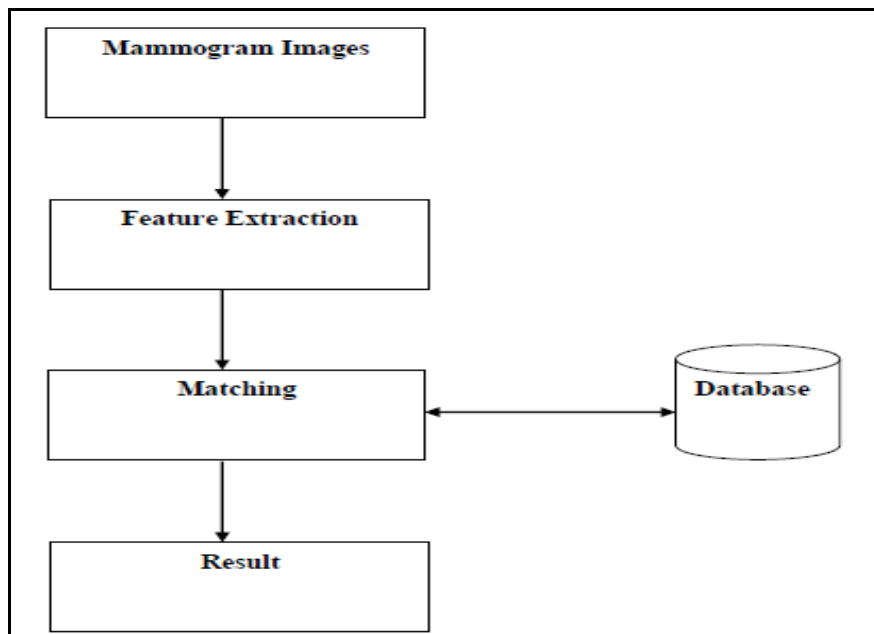 Mammogram Images
Feature Extraction
Matching
Database
Result